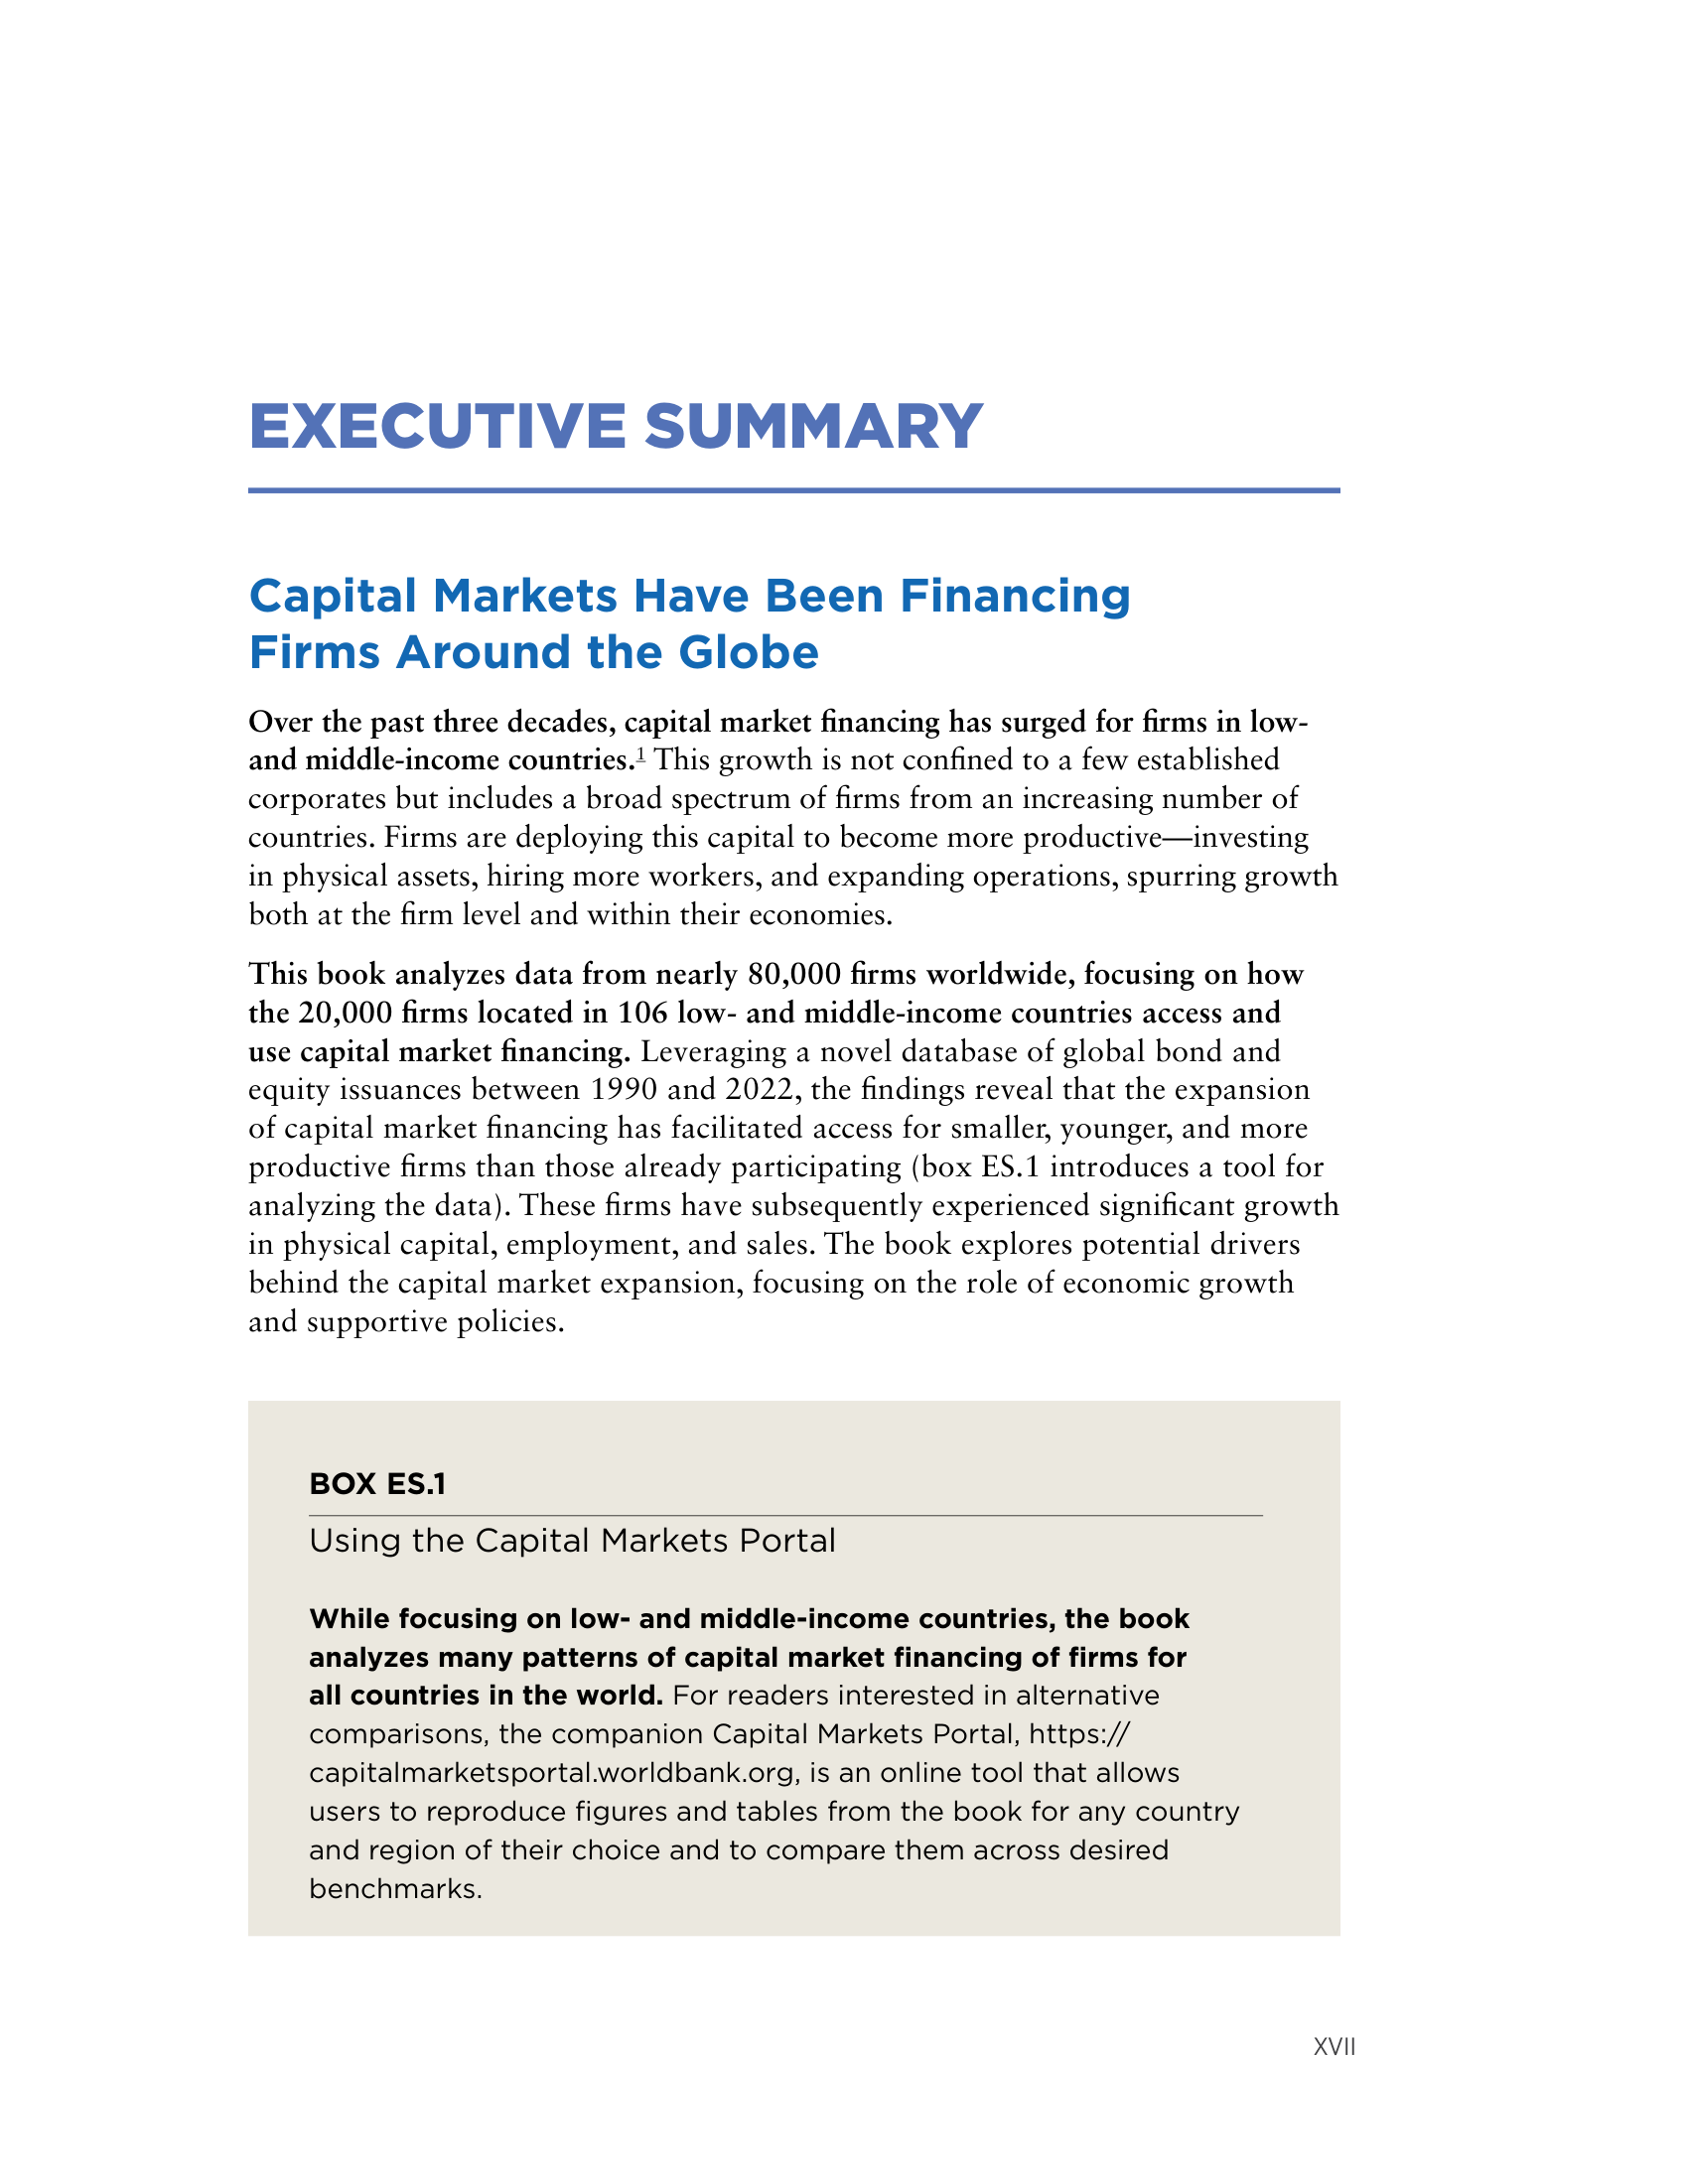 EXECUTIVE SUMMARY
Capital Markets Have Been Financing
Firms Around the Globe
Over the past three decades, capital market financing has surged for firms in low-
and middle-income countries.1 This growth is not confined to a few established
corporates but includes a broad spectrum of firms from an increasing number of
countries. Firms are deploying this capital to become more productive—investing
in physical assets, hiring more workers, and expanding operations, spurring growth
both at the firm level and within their economies.
This book analyzes data from nearly 80,000 firms worldwide, focusing on how
the 20,000 firms located in 106 low- and middle-income countries access and
use capital market financing. Leveraging a novel database of global bond and
equity issuances between 1990 and 2022, the findings reveal that the expansion
of capital market financing has facilitated access for smaller, younger, and more
productive firms than those already participating (box ES.1 introduces a tool for
analyzing the data). These firms have subsequently experienced significant growth
in physical capital, employment, and sales. The book explores potential drivers
behind the capital market expansion, focusing on the role of economic growth
and supportive policies.
BOX ES.1
Using the Capital Markets Portal
While focusing on low- and middle-income countries, the book
analyzes many patterns of capital market financing of firms for
all countries in the world. For readers interested in alternative
comparisons, the companion Capital Markets Portal, https://
capitalmarketsportal.worldbank.org, is an online tool that allows
users to reproduce figures and tables from the book for any country
and region of their choice and to compare them across desired
benchmarks.
XVII